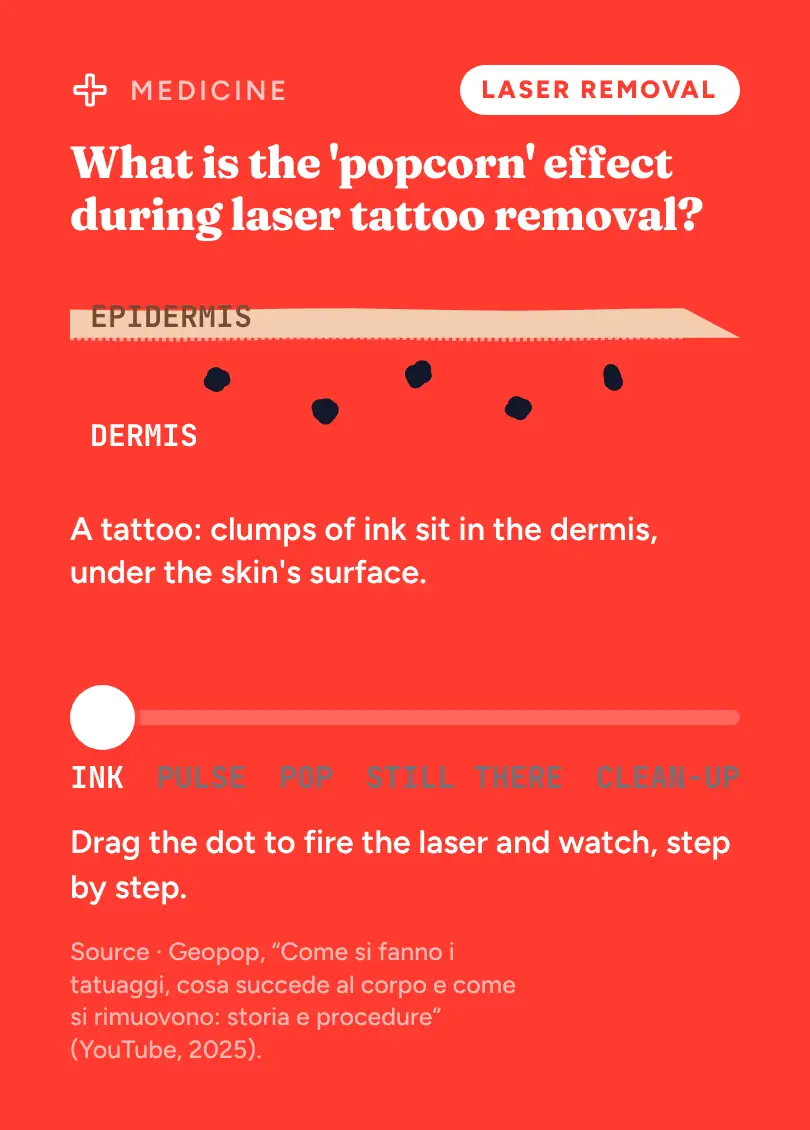 MEDICINE
LASER REMOVAL
What is the 'popcorn' effect
during laser tattoo removal?
EPIDERMIS
DERMIS
A tattoo: clumps of ink sit in the dermis,
under the skin's surface.
INK PULSE POP STILL THERE CLEAN-UP
Drag the dot to fire the laser and watch, step
by step.
Source · Geopop, “Come si fanno i
tatuaggi, cosa succede al corpo e come
si rimuovono: storia e procedure”
(YouTube, 2025).